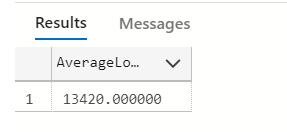 Results Messages
AverageLo...
1 13420.000000